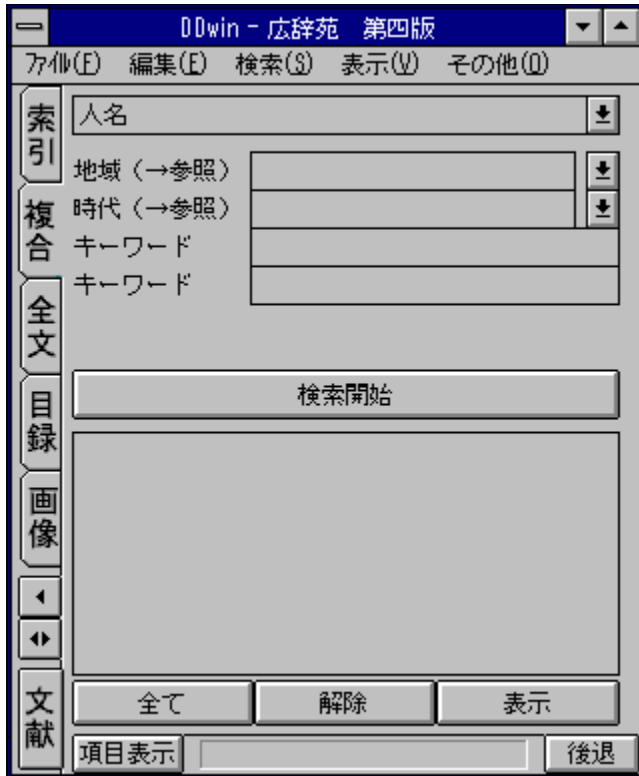 DDwin - 広辞苑　第四版
ﾌｧｲﾙ(F)　編集(E)　検索(S)　表示(V)　その他(O)
索引
人名
地域（→参照）
複合
時代（→参照）
キーワード
キーワード
全文
検索開始
目録
画像
文献
全て　解除　表示
項目表示　後退